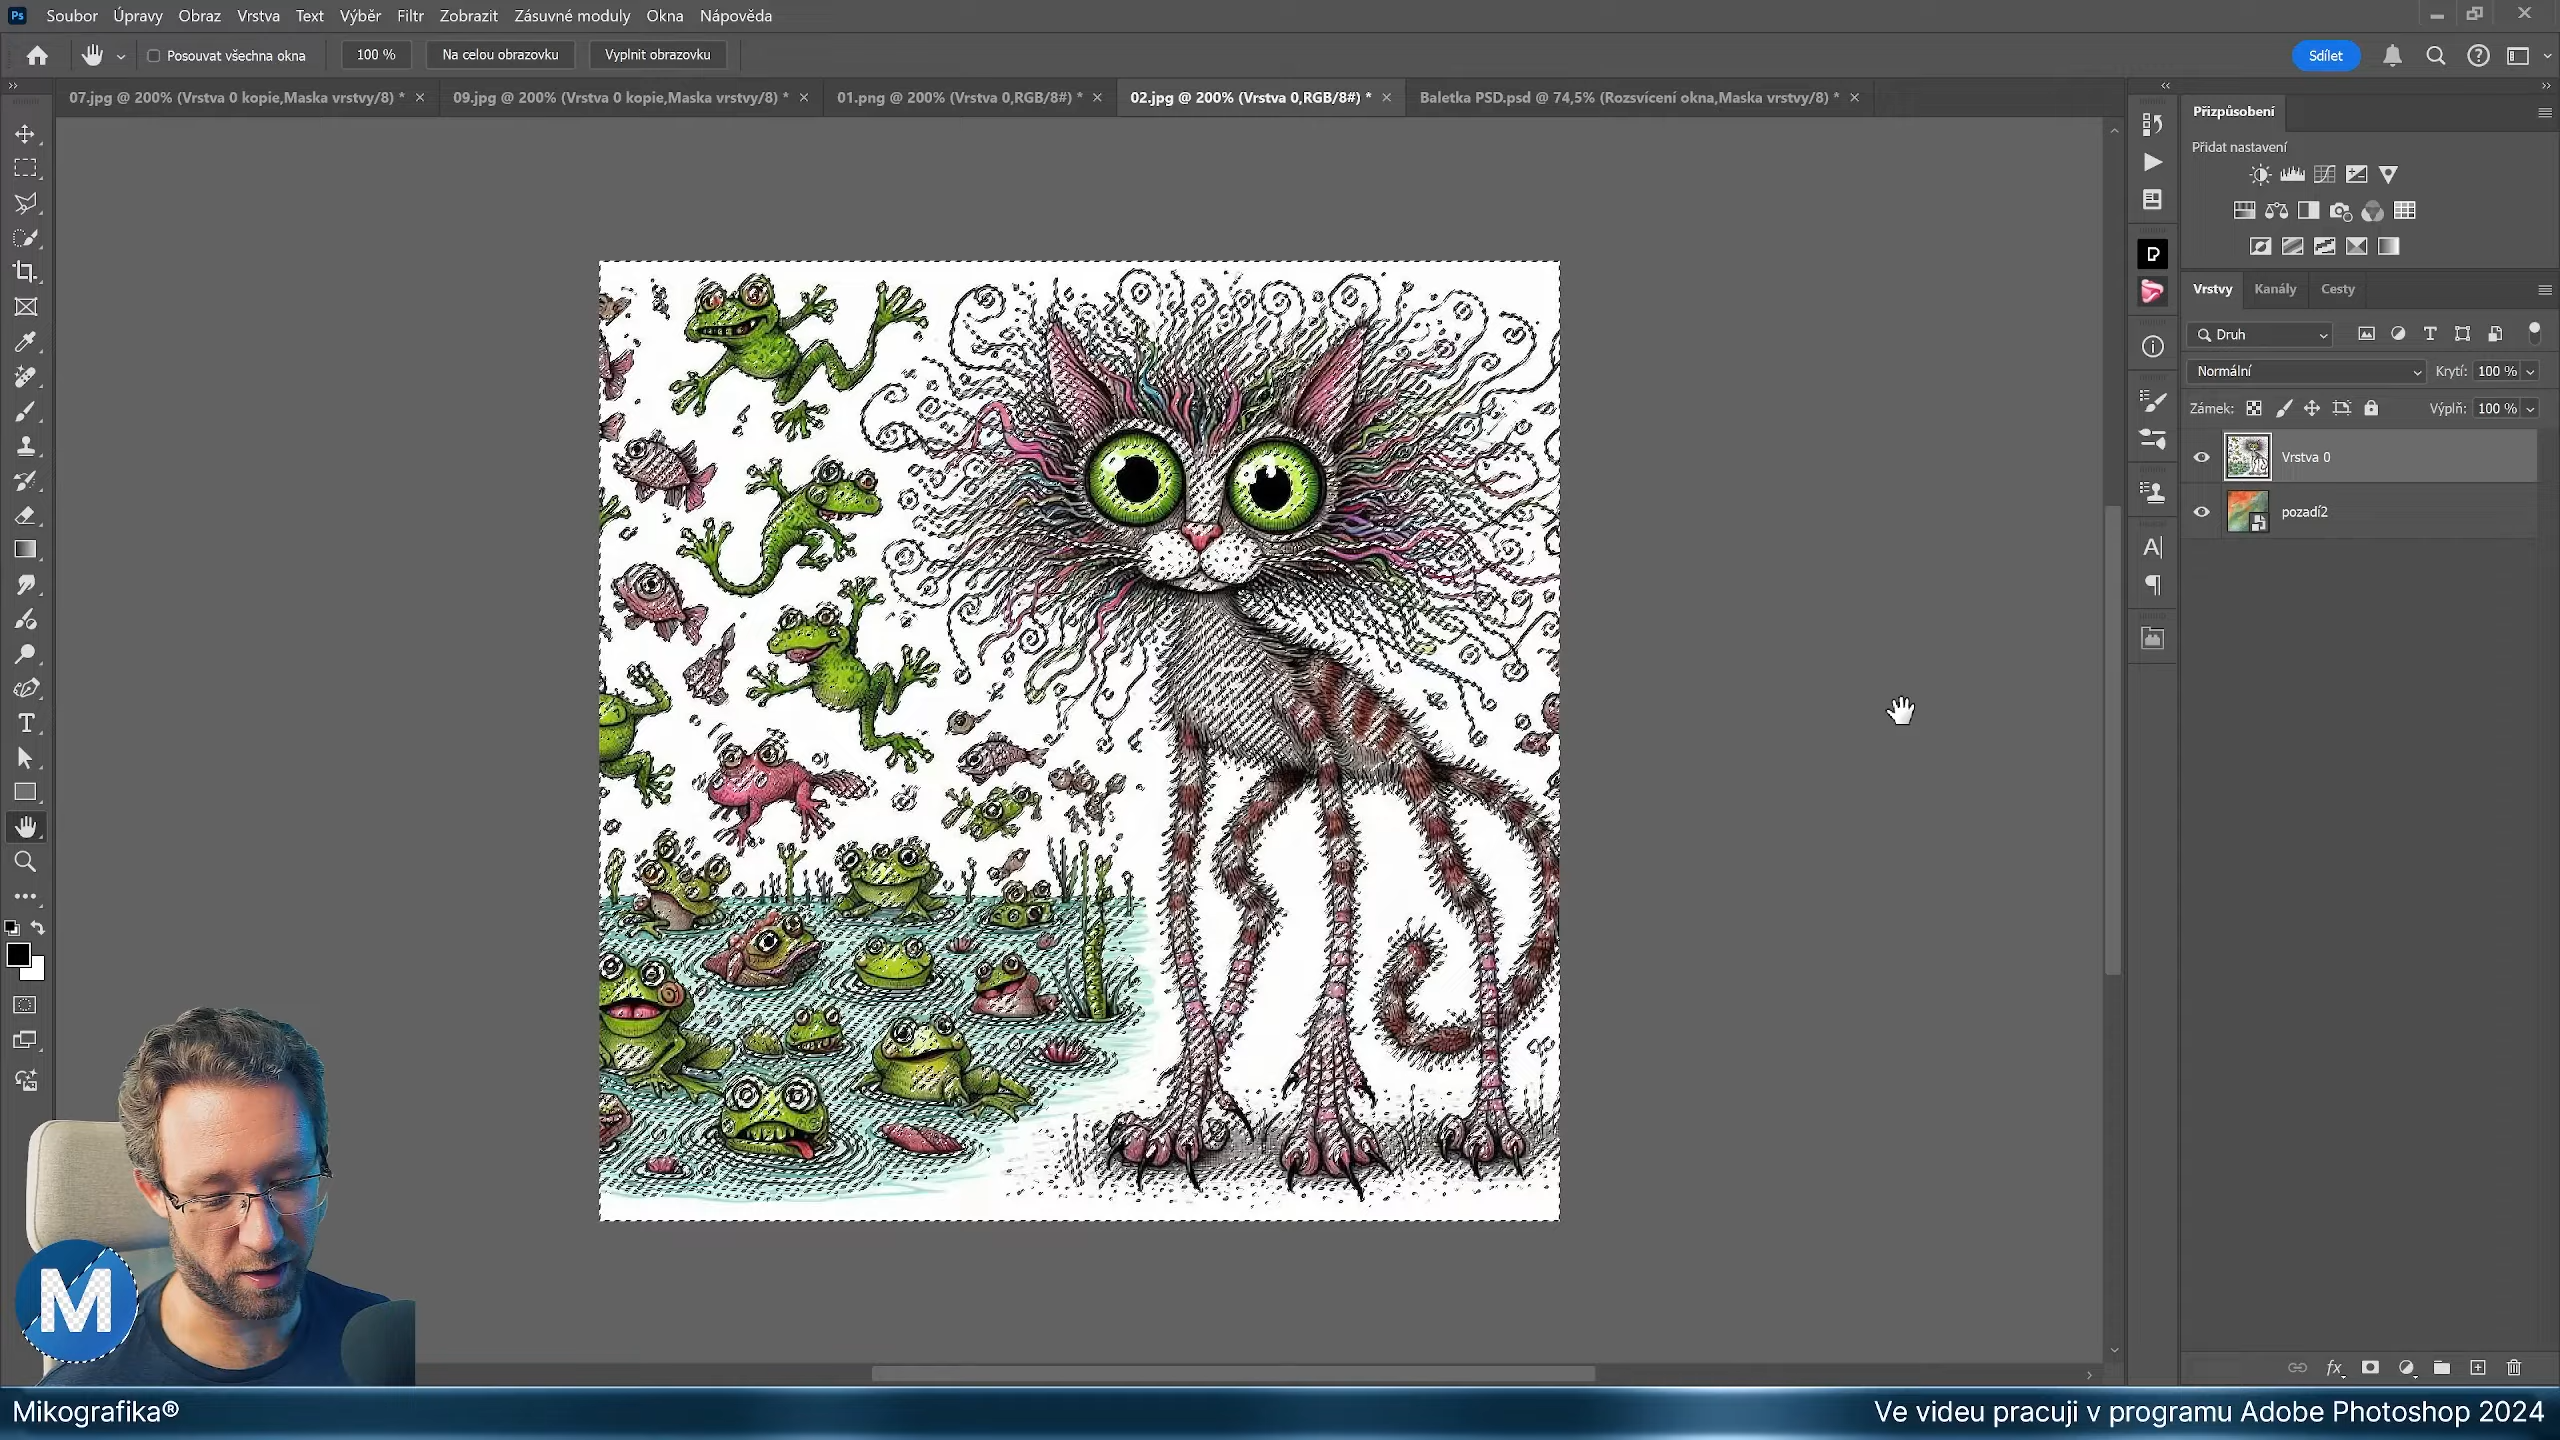 Ps
Soubor Úpravy Obraz Vrstva Text Výběr Filtr Zobrazit Zásuvné moduly Okna Nápověda
Posouvat všechna okna 100 % Na celou obrazovku Vyplnit obrazovku Sdílet
07.jpg @ 200% (Vrstva 0 kopie,Maska vrstvy/8) * 09.jpg @ 200% (Vrstva 0 kopie,Maska vrstvy/8) * 01.png @ 200% (Vrstva 0,RGB/8#) * 02.jpg @ 200% (Vrstva 0,RGB/8#) * Baletka PSD.psd @ 74,5% (Rozsvícení okna,Maska vrstvy/8) *
Přizpůsobení
Přidat nastavení
Vrstvy Kanály Cesty
Druh
Normální Krytí: 100 %
Zámek: Výplň: 100 %
Vrstva 0
pozadí2
M
Mikografika®
Ve videu pracuji v programu Adobe Photoshop 2024